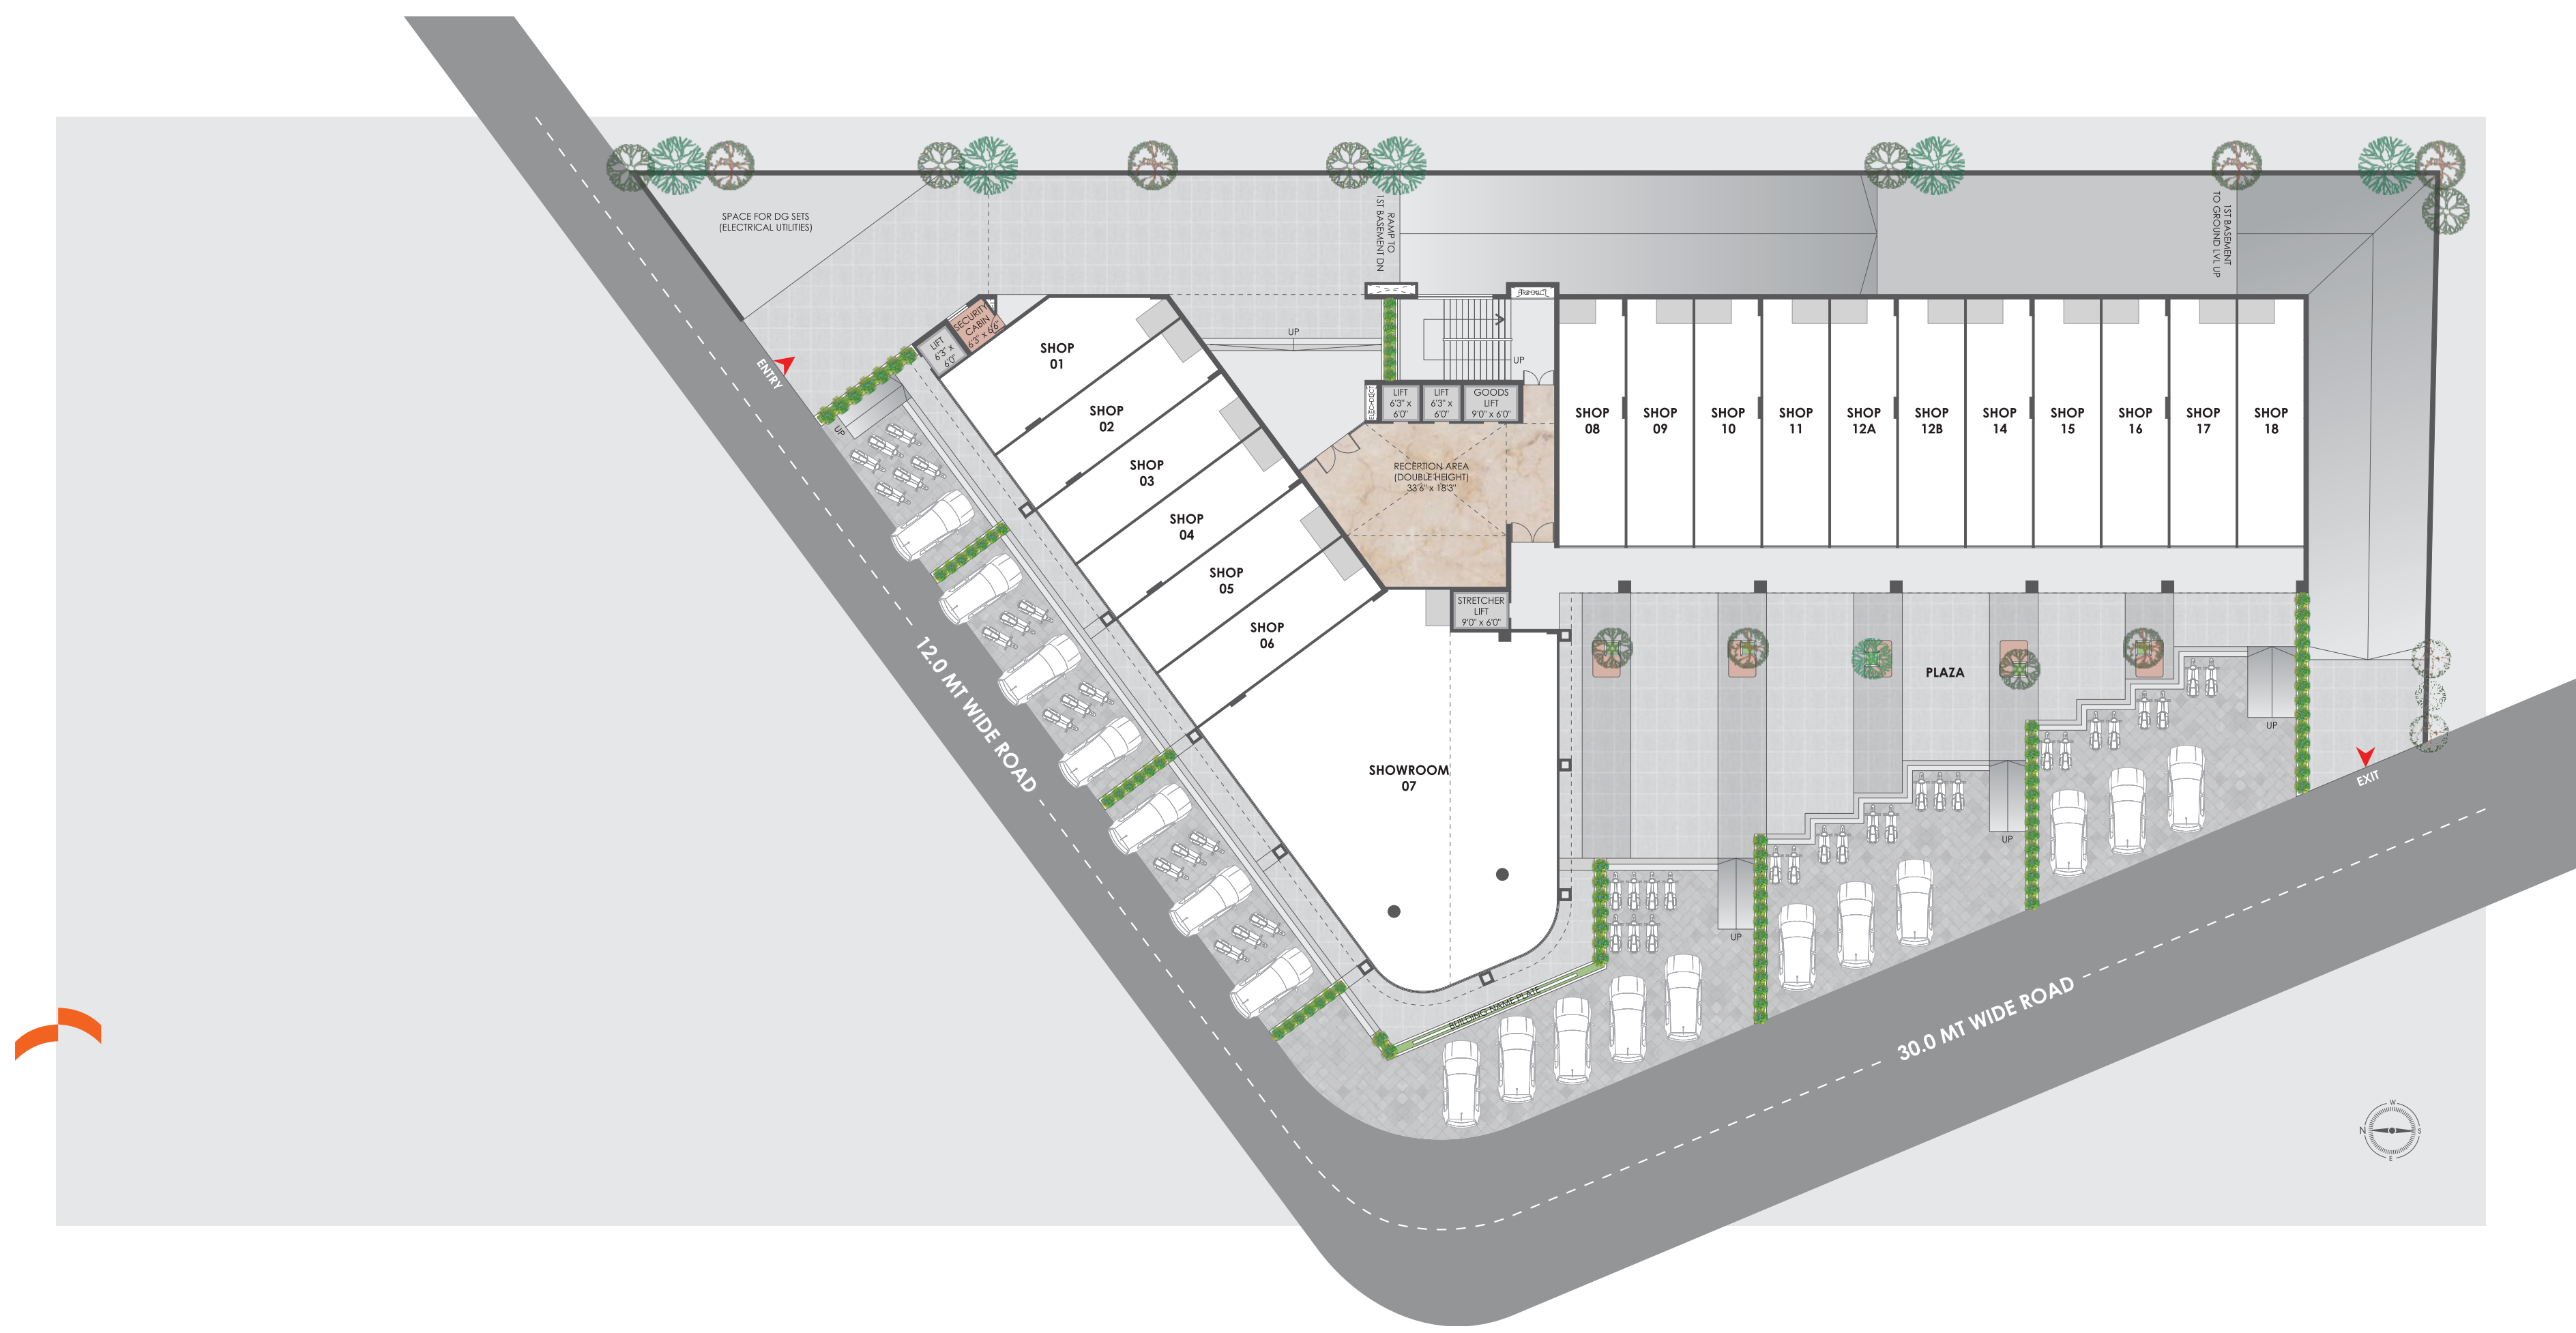 SPACE FOR DG SETS
(ELECTRICAL UTILITIES)
RAMP TO
1ST BASEMENT DN
1ST BASEMENT
TO GROUND LVL UP
ENTRY
SECURITY
CABIN
6'3" x 6'6"
LIFT
6'3" x
6'0"
UP
UP
UP
SHOP
01
SHOP
02
SHOP
03
SHOP
04
SHOP
05
SHOP
06
SHOWROOM
07
LIFT
6'3" x
6'0"
LIFT
6'3" x
6'0"
GOODS
LIFT
9'0" x 6'0"
RECEPTION AREA
(DOUBLE HEIGHT)
33'6" x 18'3"
STRETCHER
LIFT
9'0" x 6'0"
SHOP
08
SHOP
09
SHOP
10
SHOP
11
SHOP
12A
SHOP
12B
SHOP
14
SHOP
15
SHOP
16
SHOP
17
SHOP
18
PLAZA
UP
UP
UP
EXIT
BUILDING NAME PLATE
12.0 MT WIDE ROAD
30.0 MT WIDE ROAD
W
N
S
E